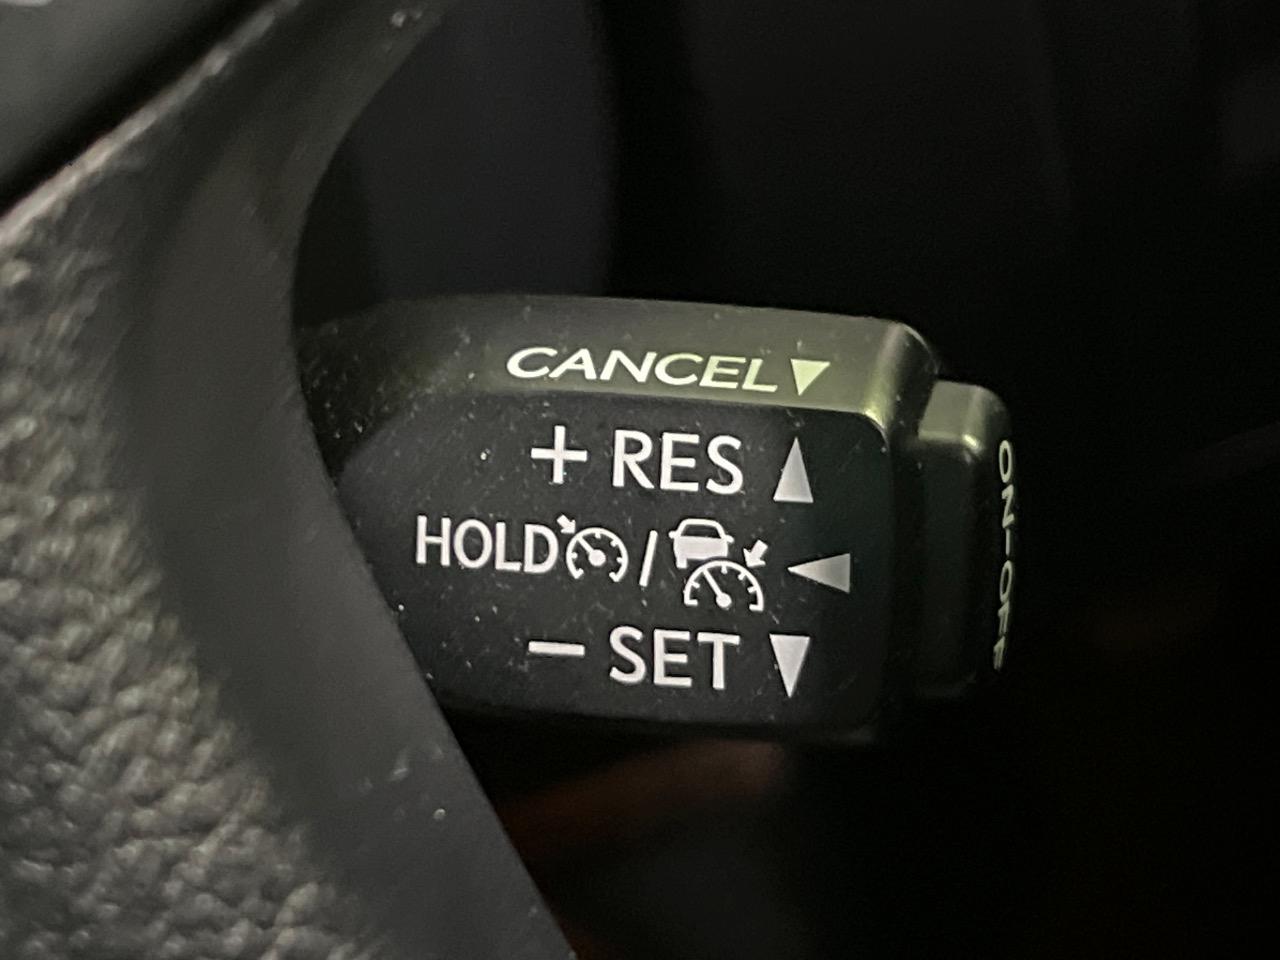 CANCEL▼
+ RES ▲
HOLD / ◀
− SET ▼
ON-OFF